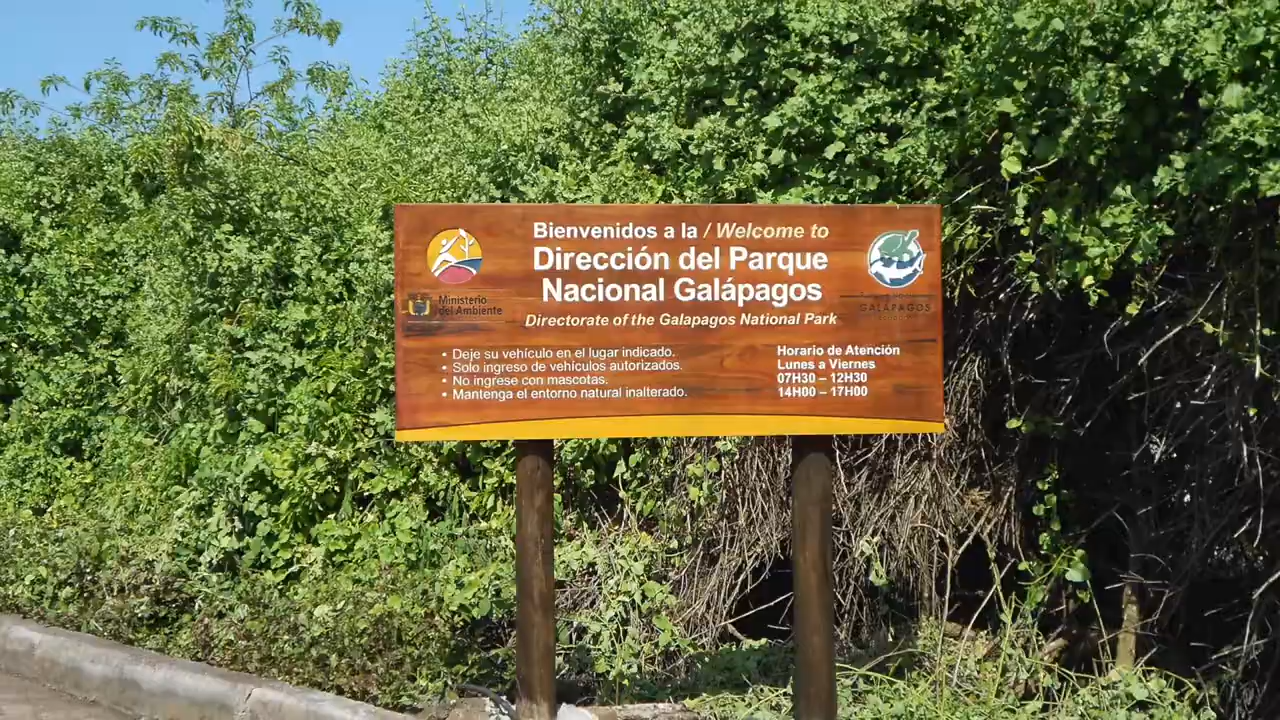 Bienvenidos a la / Welcome to
Dirección del Parque
Nacional Galápagos
Directorate of the Galapagos National Park
Ministerio
del Ambiente
GALÁPAGOS
• Deje su vehículo en el lugar indicado.
• Solo ingreso de vehículos autorizados.
• No ingrese con mascotas.
• Mantenga el entorno natural inalterado.
Horario de Atención
Lunes a Viernes
07H30 – 12H30
14H00 – 17H00